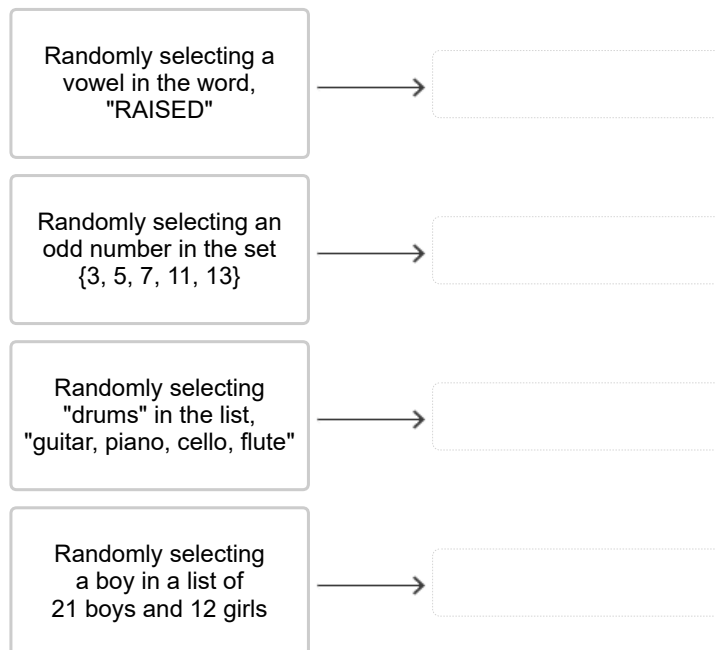 Randomly selecting a
vowel in the word,
"RAISED"
Randomly selecting an
odd number in the set
{3, 5, 7, 11, 13}
Randomly selecting
"drums" in the list,
"guitar, piano, cello, flute"
Randomly selecting
a boy in a list of
21 boys and 12 girls